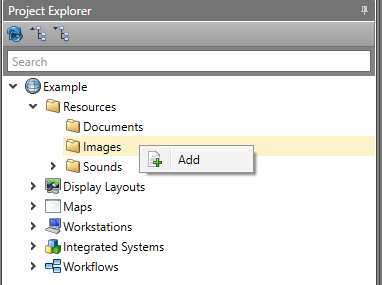 Project Explorer
Search
Example
Resources
Documents
Images
Add
Sounds
Display Layouts
Maps
Workstations
Integrated Systems
Workflows